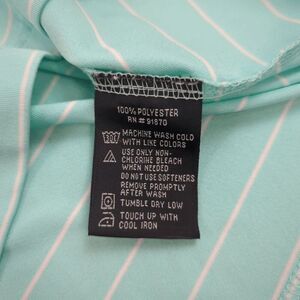 100% POLYESTER
RN # 91670
MACHINE WASH COLD
WITH LIKE COLORS
USE ONLY NON-
CHLORINE BLEACH
WHEN NEEDED
DO NOT USE SOFTENERS
REMOVE PROMPTLY
AFTER WASH
TUMBLE DRY LOW
TOUCH UP WITH
COOL IRON